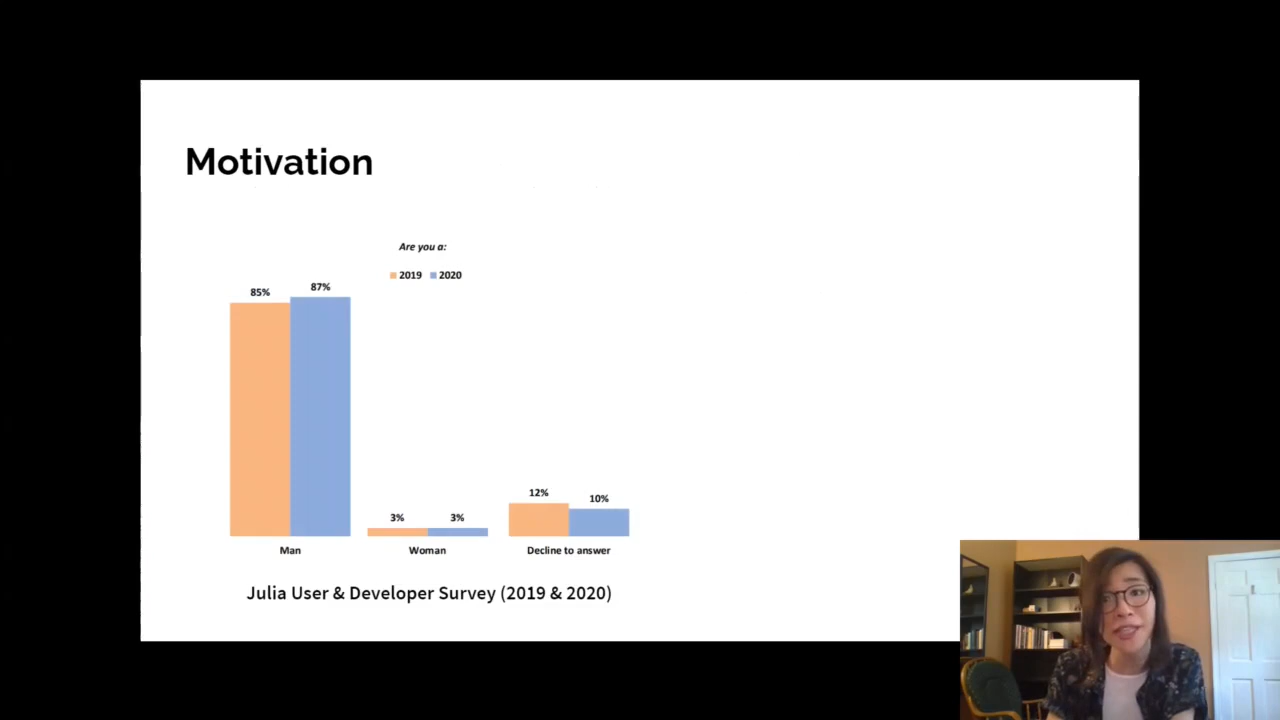 Motivation
Are you a:
2019 2020
85% 87%
3% 3%
12% 10%
Man Woman Decline to answer
Julia User & Developer Survey (2019 & 2020)